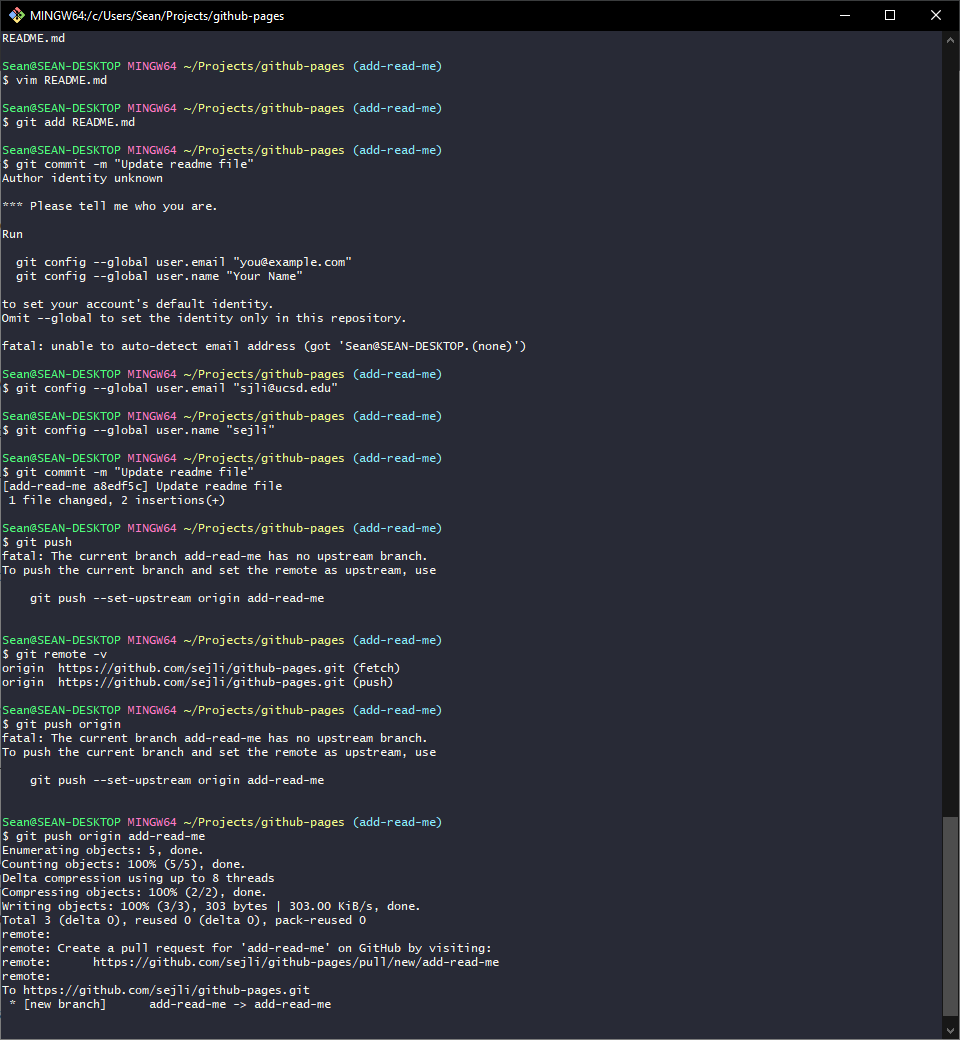 MINGW64:/c/Users/Sean/Projects/github-pages
README.md
Sean@SEAN-DESKTOP MINGW64 ~/Projects/github-pages (add-read-me)
$ vim README.md
Sean@SEAN-DESKTOP MINGW64 ~/Projects/github-pages (add-read-me)
$ git add README.md
Sean@SEAN-DESKTOP MINGW64 ~/Projects/github-pages (add-read-me)
$ git commit -m "Update readme file"
Author identity unknown
*** Please tell me who you are.
Run
  git config --global user.email "you@example.com"
  git config --global user.name "Your Name"
to set your account's default identity.
Omit --global to set the identity only in this repository.
fatal: unable to auto-detect email address (got 'Sean@SEAN-DESKTOP.(none)')
Sean@SEAN-DESKTOP MINGW64 ~/Projects/github-pages (add-read-me)
$ git config --global user.email "sjli@ucsd.edu"
Sean@SEAN-DESKTOP MINGW64 ~/Projects/github-pages (add-read-me)
$ git config --global user.name "sejli"
Sean@SEAN-DESKTOP MINGW64 ~/Projects/github-pages (add-read-me)
$ git commit -m "Update readme file"
[add-read-me a8edf5c] Update readme file
 1 file changed, 2 insertions(+)
Sean@SEAN-DESKTOP MINGW64 ~/Projects/github-pages (add-read-me)
$ git push
fatal: The current branch add-read-me has no upstream branch.
To push the current branch and set the remote as upstream, use
    git push --set-upstream origin add-read-me
Sean@SEAN-DESKTOP MINGW64 ~/Projects/github-pages (add-read-me)
$ git remote -v
origin  https://github.com/sejli/github-pages.git (fetch)
origin  https://github.com/sejli/github-pages.git (push)
Sean@SEAN-DESKTOP MINGW64 ~/Projects/github-pages (add-read-me)
$ git push origin
fatal: The current branch add-read-me has no upstream branch.
To push the current branch and set the remote as upstream, use
    git push --set-upstream origin add-read-me
Sean@SEAN-DESKTOP MINGW64 ~/Projects/github-pages (add-read-me)
$ git push origin add-read-me
Enumerating objects: 5, done.
Counting objects: 100% (5/5), done.
Delta compression using up to 8 threads
Compressing objects: 100% (2/2), done.
Writing objects: 100% (3/3), 303 bytes | 303.00 KiB/s, done.
Total 3 (delta 0), reused 0 (delta 0), pack-reused 0
remote:
remote: Create a pull request for 'add-read-me' on GitHub by visiting:
remote:      https://github.com/sejli/github-pages/pull/new/add-read-me
remote:
To https://github.com/sejli/github-pages.git
 * [new branch]      add-read-me -> add-read-me